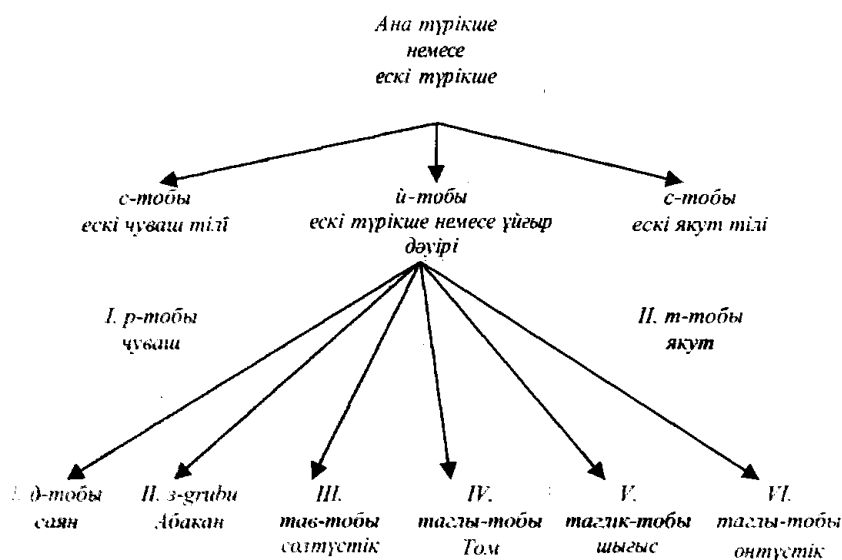 Ана түрікше
немесе
ескі түрікше
с-тобы
ескі чуваш тілі
й-тобы
ескі түрікше немесе ұйғыр
дәуірі
с-тобы
ескі якут тілі
I. р-тобы
чуваш
II. т-тобы
якут
д-тобы
саян
II. з-grubu
Абакан
III.
тав-тобы
солтүстік
IV.
таглы-тобы
Том
V.
таглик-тобы
шығыс
VI.
таглы-тобы
оңтүстік